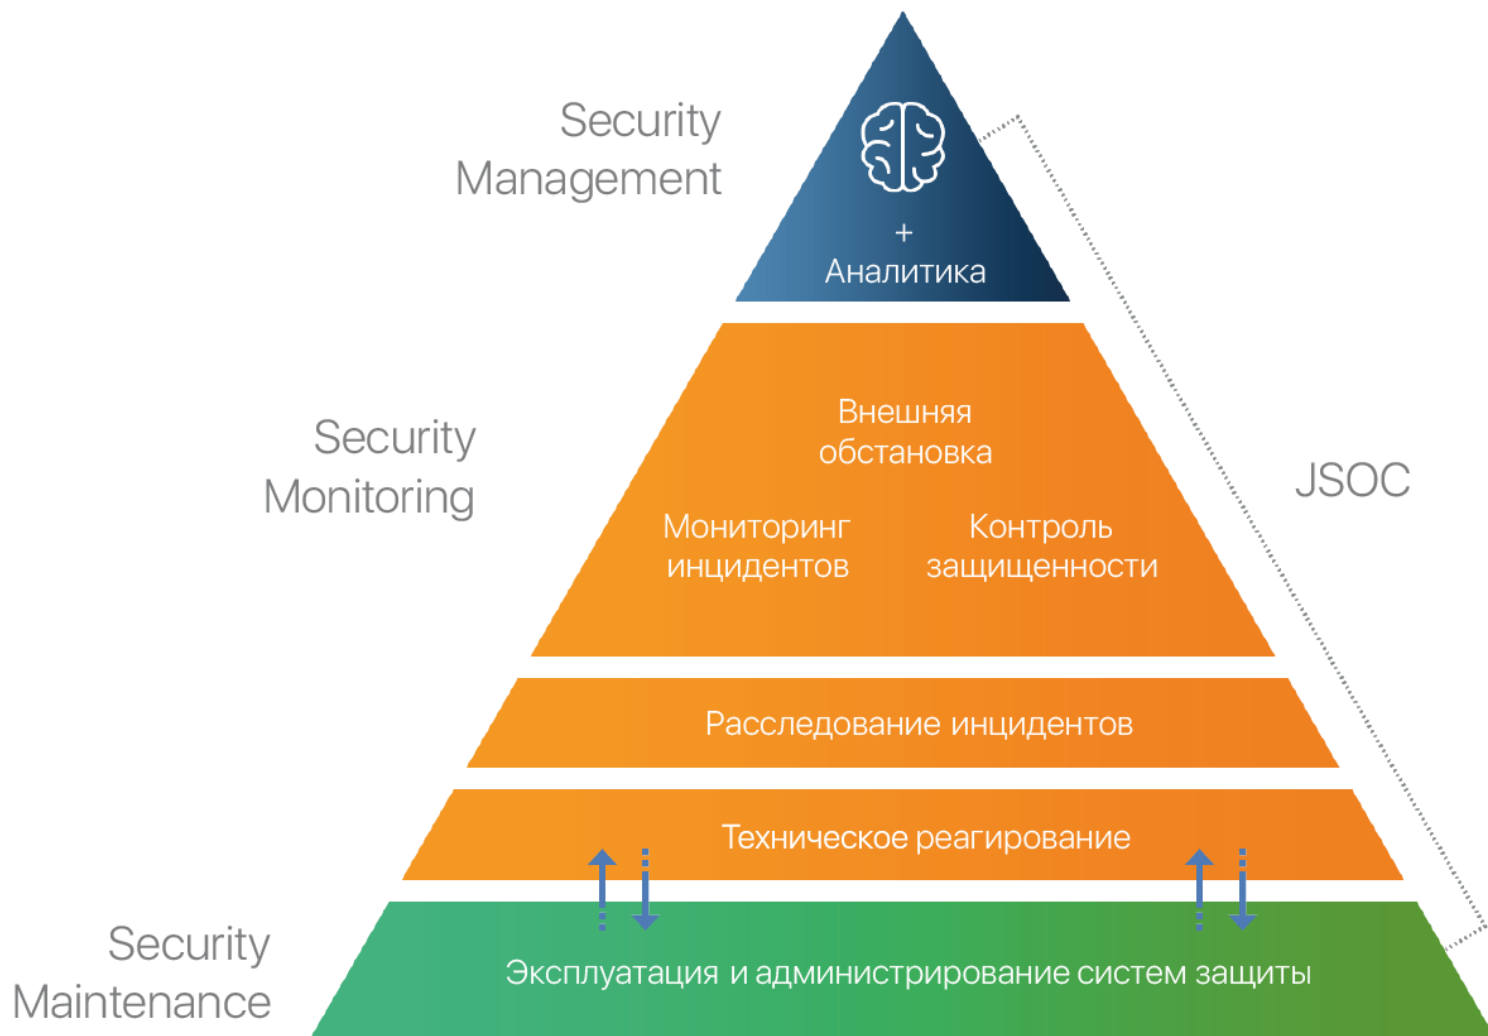 Security
Management
+
Аналитика
Внешняя
обстановка
Security
Monitoring
JSOC
Мониторинг
инцидентов
Контроль
защищенности
Расследование инцидентов
Техническое реагирование
Security
Maintenance
Эксплуатация и администрирование систем защиты